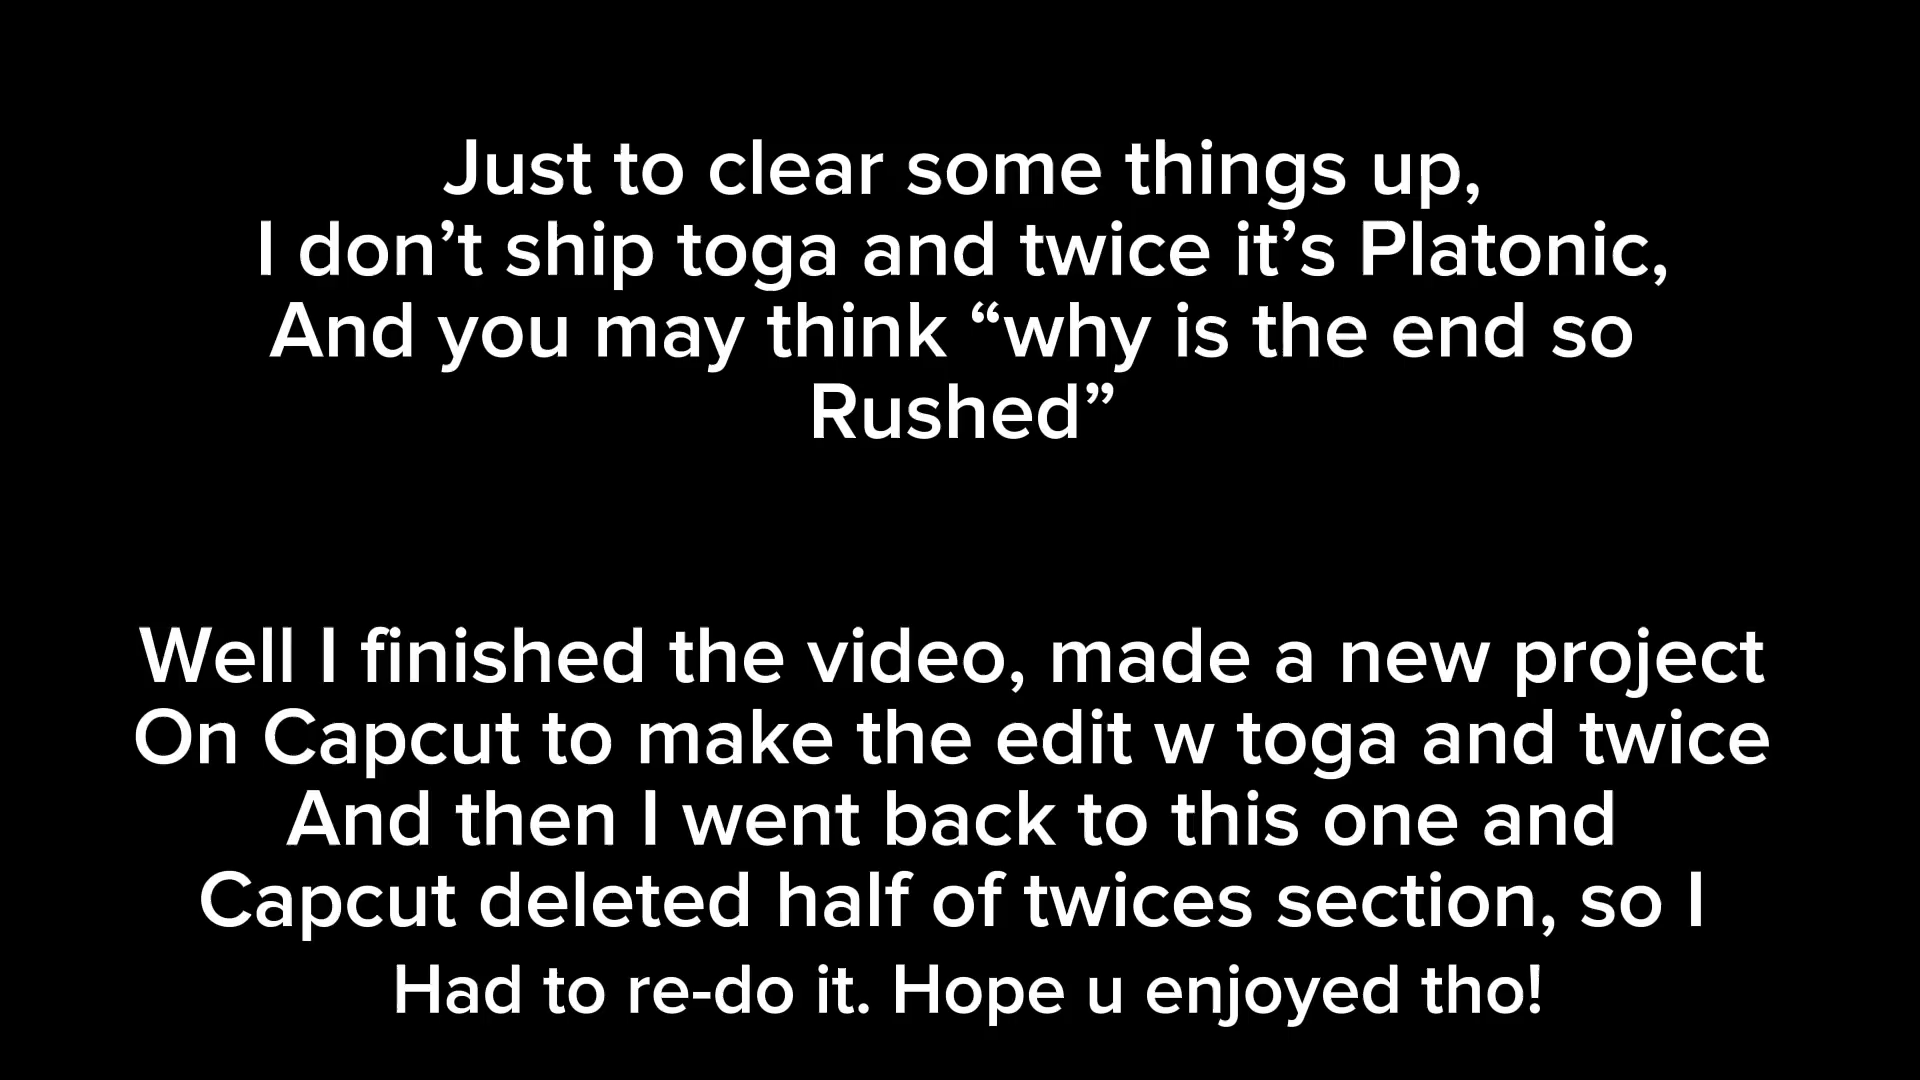 Just to clear some things up,
I don’t ship toga and twice it’s Platonic,
And you may think “why is the end so
Rushed”
Well I finished the video, made a new project
On Capcut to make the edit w toga and twice
And then I went back to this one and
Capcut deleted half of twices section, so I
Had to re-do it. Hope u enjoyed tho!